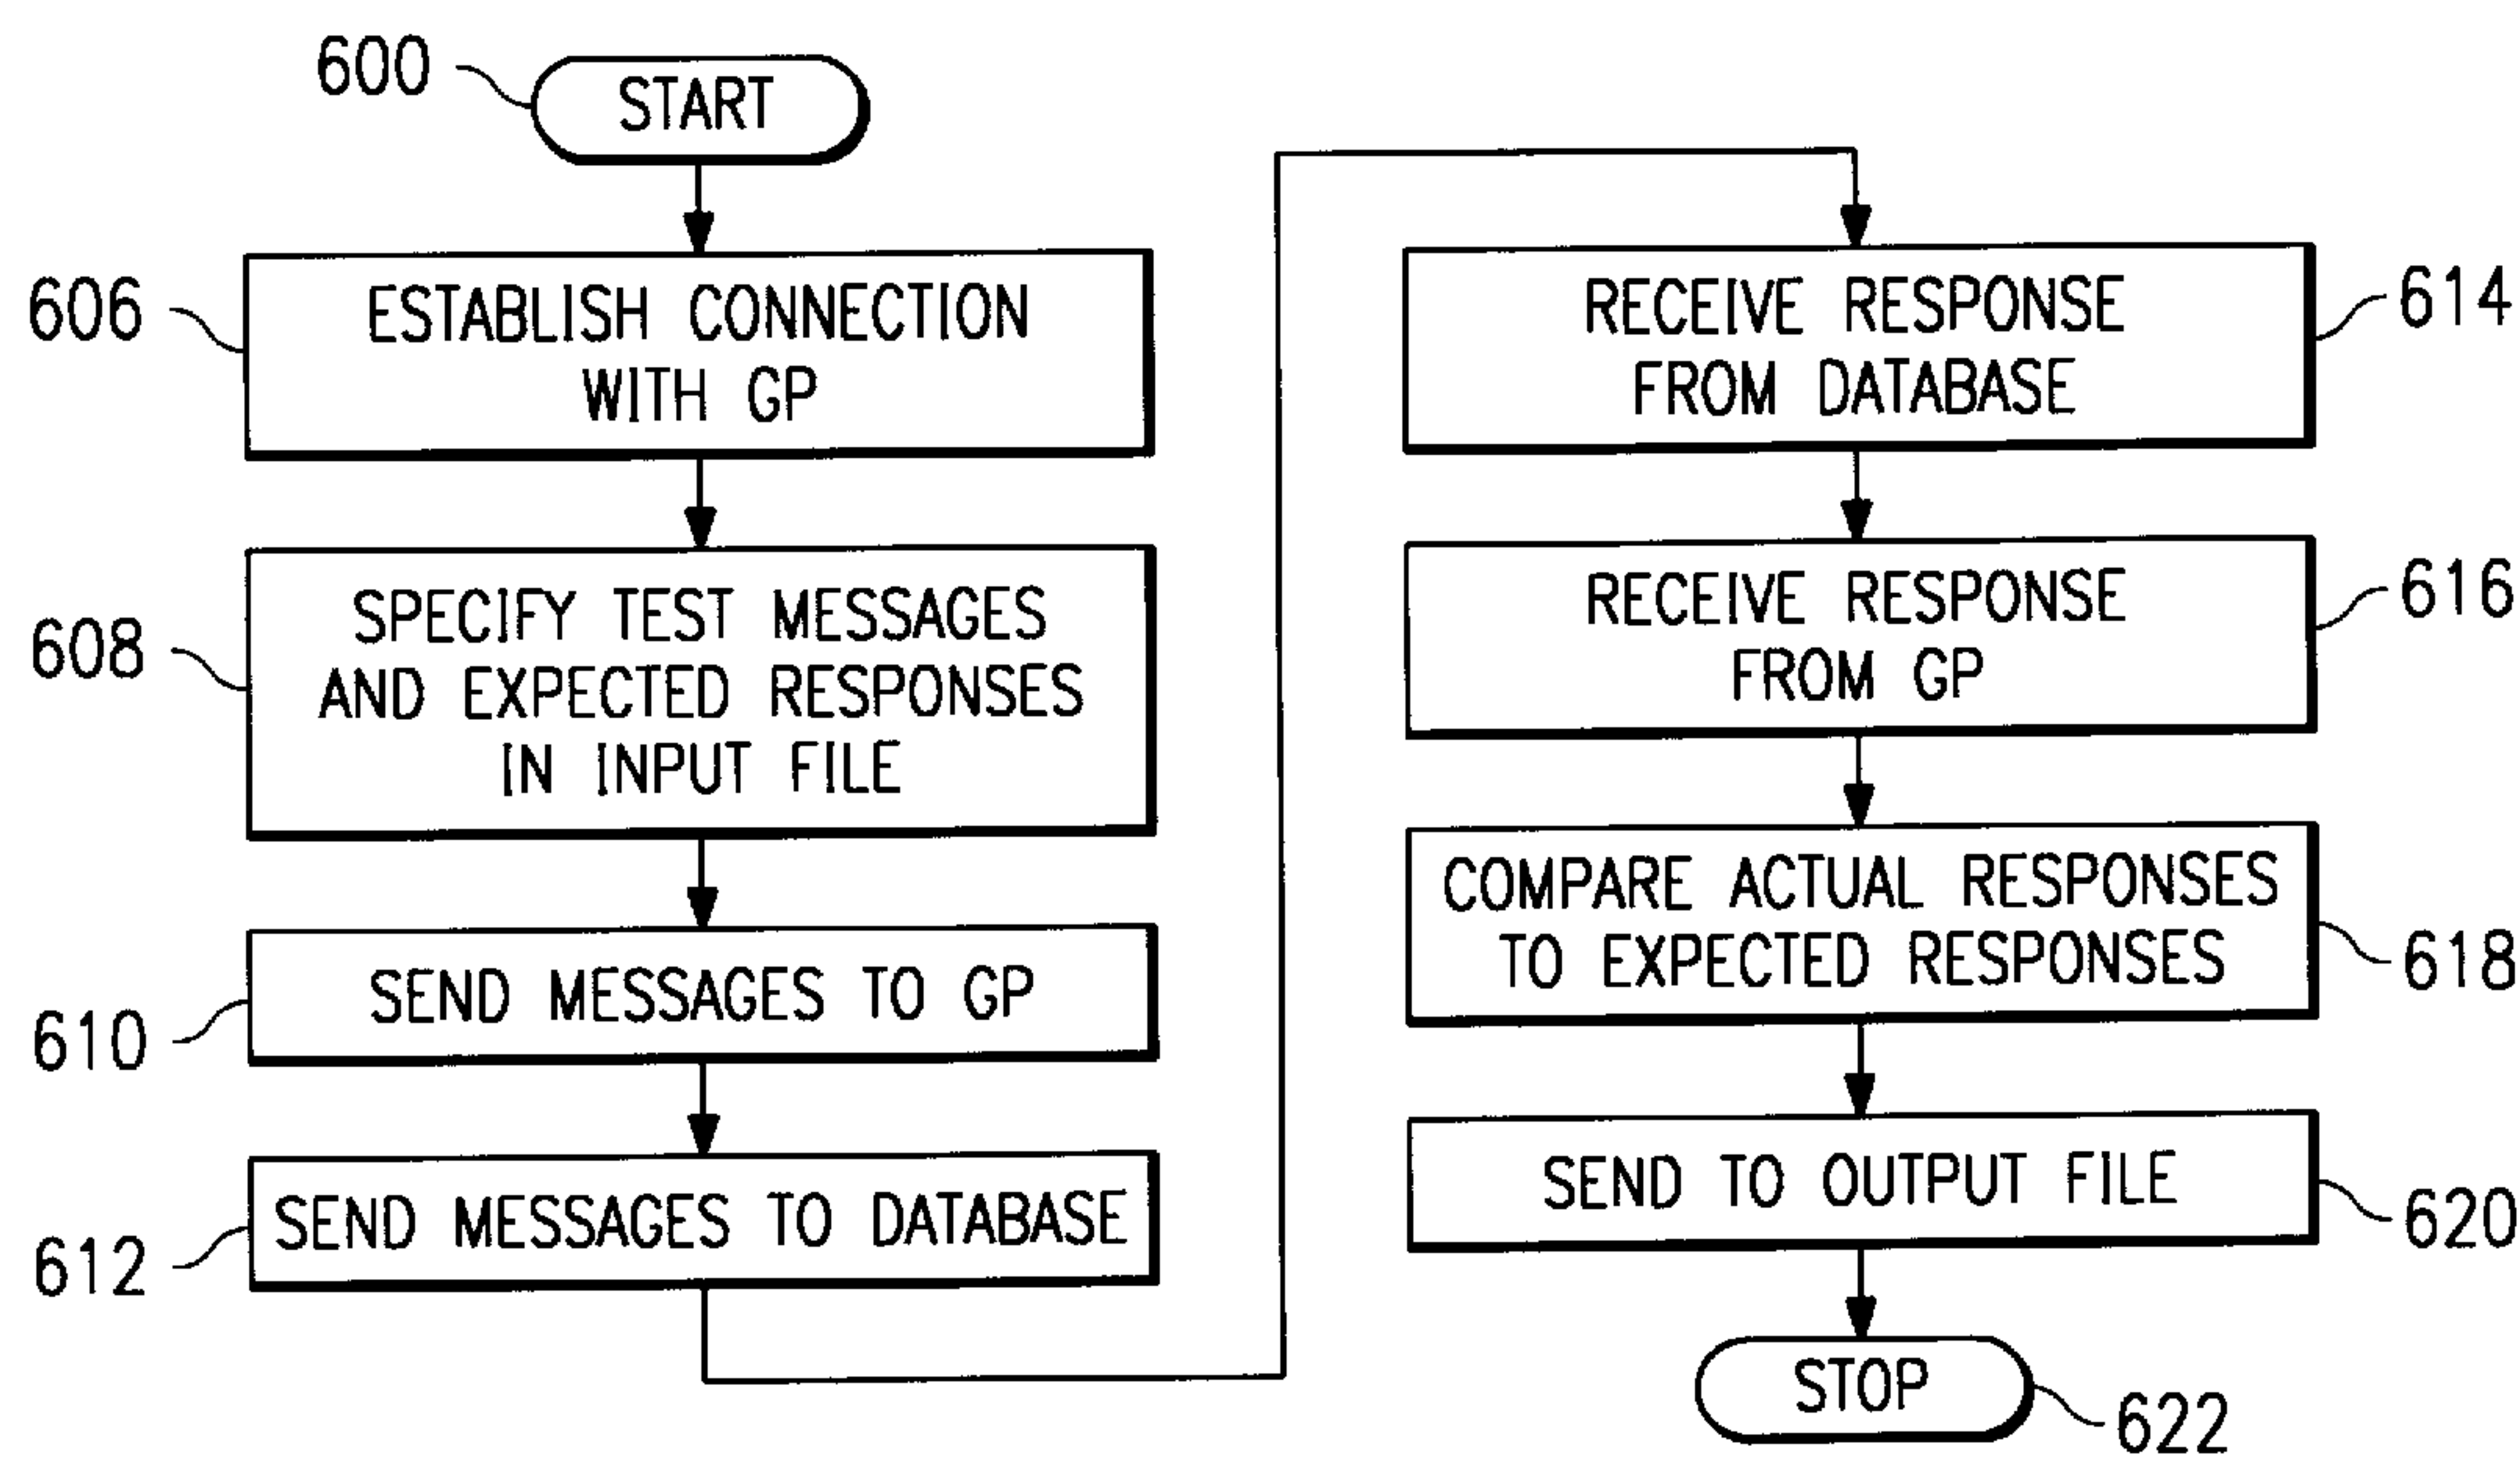 600
START
606
ESTABLISH CONNECTION
WITH GP
608
SPECIFY TEST MESSAGES
AND EXPECTED RESPONSES
IN INPUT FILE
610
SEND MESSAGES TO GP
612
SEND MESSAGES TO DATABASE
RECEIVE RESPONSE
FROM DATABASE
614
RECEIVE RESPONSE
FROM GP
616
COMPARE ACTUAL RESPONSES
TO EXPECTED RESPONSES
618
SEND TO OUTPUT FILE
620
STOP
622